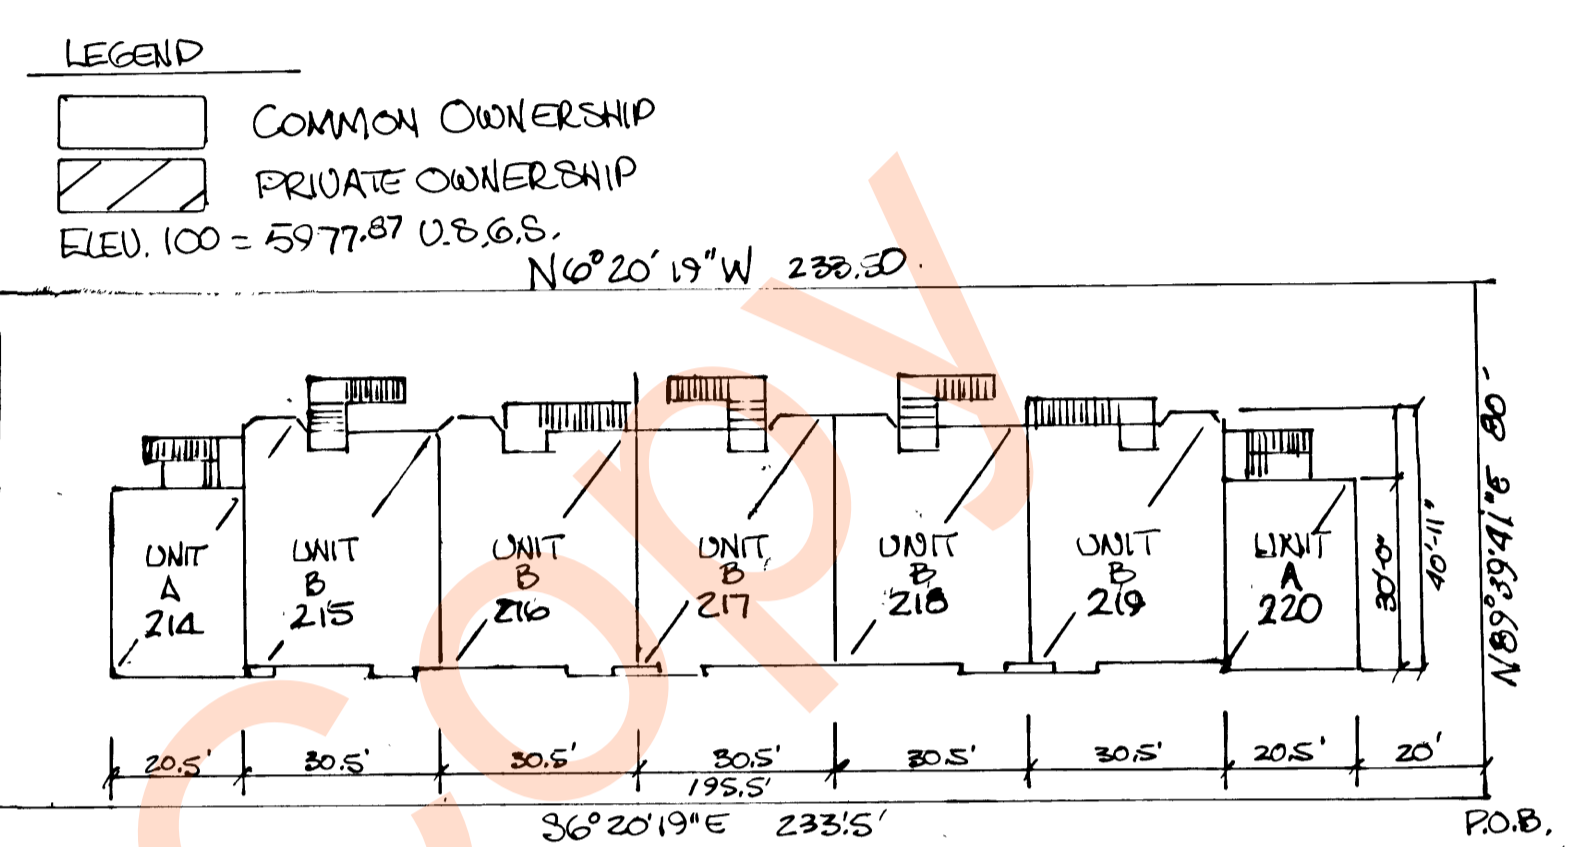 LEGEND
COMMON OWNERSHIP
PRIVATE OWNERSHIP
ELEV. 100 = 5977.87 U.S.G.S.
N6°20'19"W 233.50.
UNIT
A
214
UNIT
B
215
UNIT
B
216
UNIT
B
217
UNIT
B
218
UNIT
B
219
UNIT
A
220
30'-0"
40'-11"
N89°39'41"E 80'
20.5' 30.5' 30.5' 30.5' 30.5' 30.5' 20.5' 20'
195.5'
S6°20'19"E 233.5'
P.O.B.
Copy